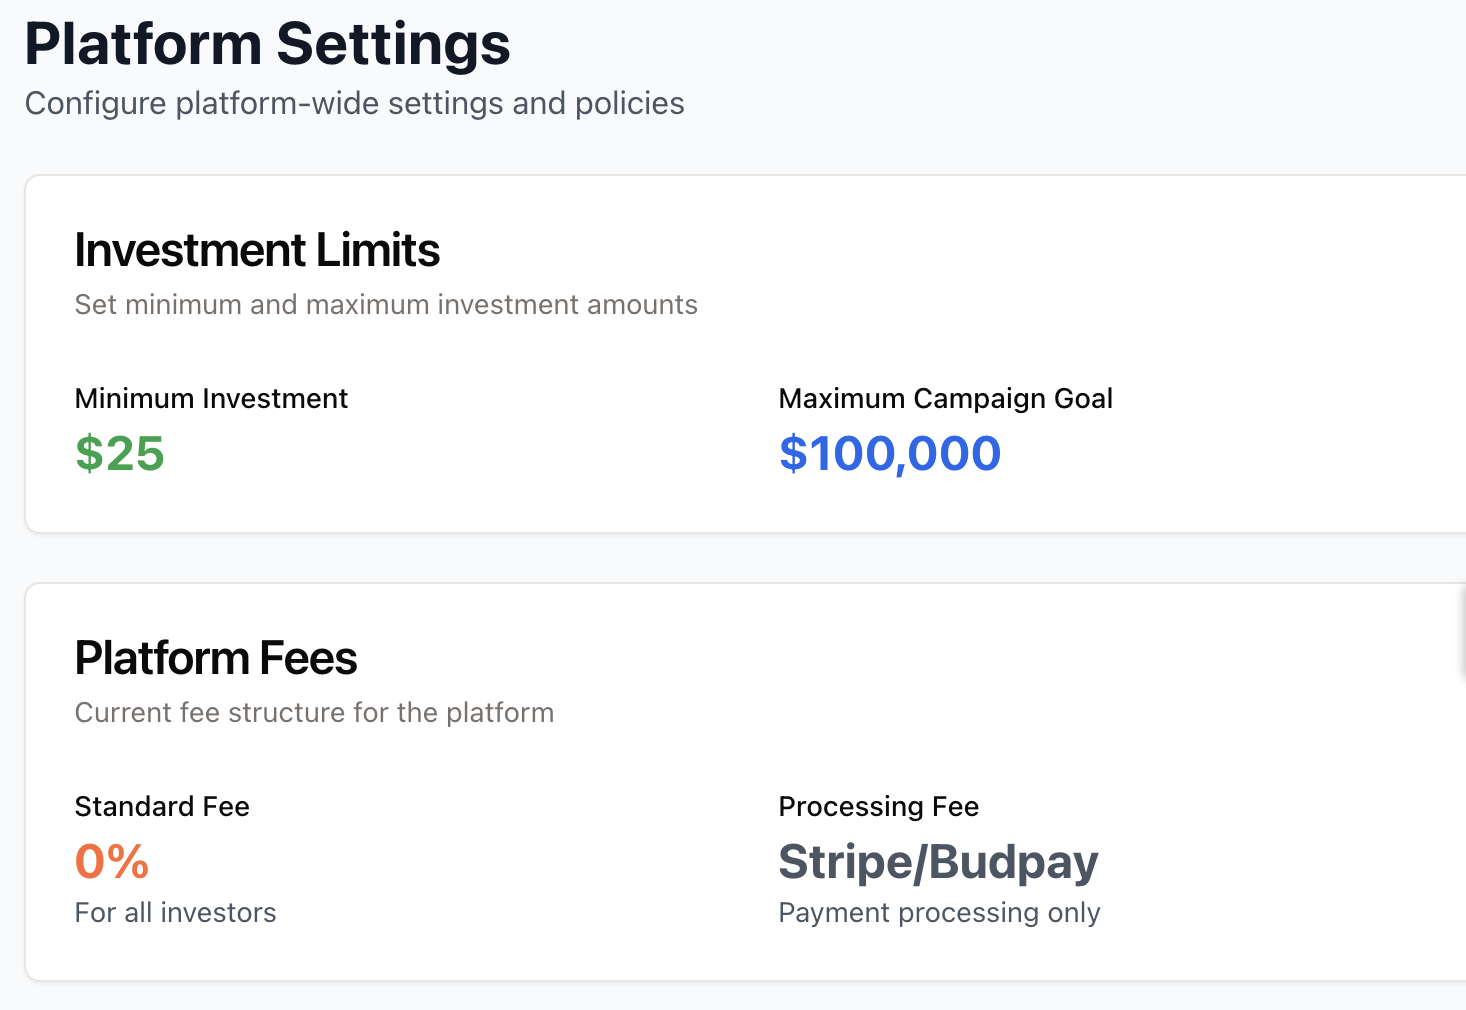 Platform Settings
Configure platform-wide settings and policies
Investment Limits
Set minimum and maximum investment amounts
Minimum Investment
$25
Maximum Campaign Goal
$100,000
Platform Fees
Current fee structure for the platform
Standard Fee
0%
For all investors
Processing Fee
Stripe/Budpay
Payment processing only